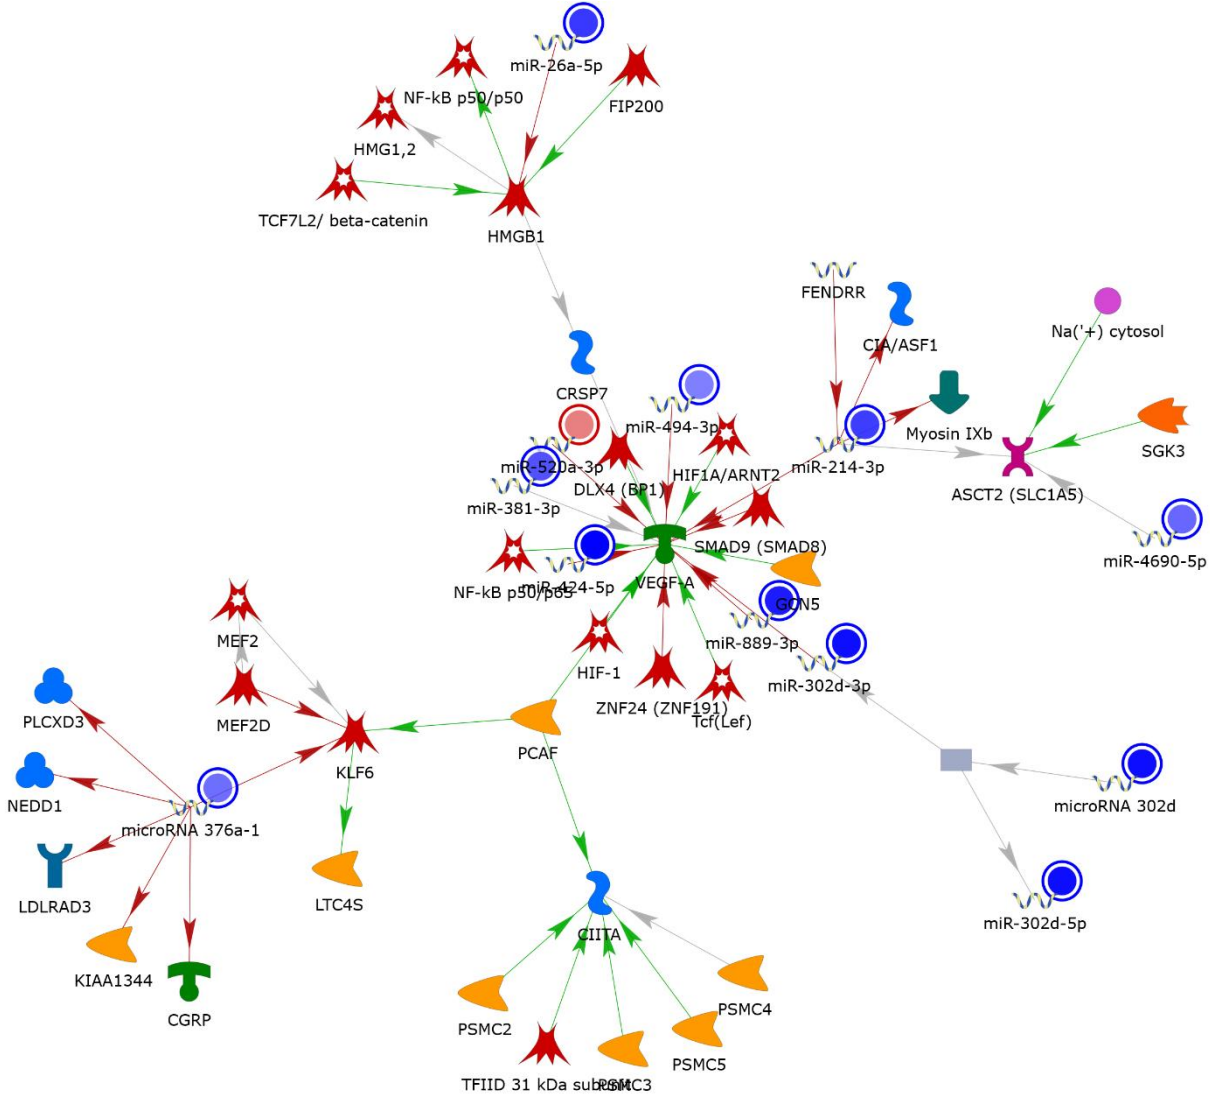 miR-26a-5p
NF-kB p50/p50
FIP200
HMG1,2
TCF7L2/ beta-catenin
HMGB1
FENDRR
Na('+) cytosol
CIA/ASF1
CRSP7
miR-494-3p
Myosin IXb
miR-520a-3p
HIF1A/ARNT2
miR-214-3p
SGK3
DLX4 (BP1)
ASCT2 (SLC1A5)
miR-381-3p
SMAD9 (SMAD8)
miR-4690-5p
VEGF-A
NF-kB p50/p65
miR-424-5p
GCN5
MEF2
miR-889-3p
HIF-1
miR-302d-3p
ZNF24 (ZNF191)
Tcf(Lef)
PLCXD3
MEF2D
PCAF
KLF6
NEDD1
microRNA 302d
microRNA 376a-1
LDLRAD3
LTC4S
miR-302d-5p
CIITA
KIAA1344
PSMC4
CGRP
PSMC2
PSMC5
TFIID 31 kDa subunit
PSMC3